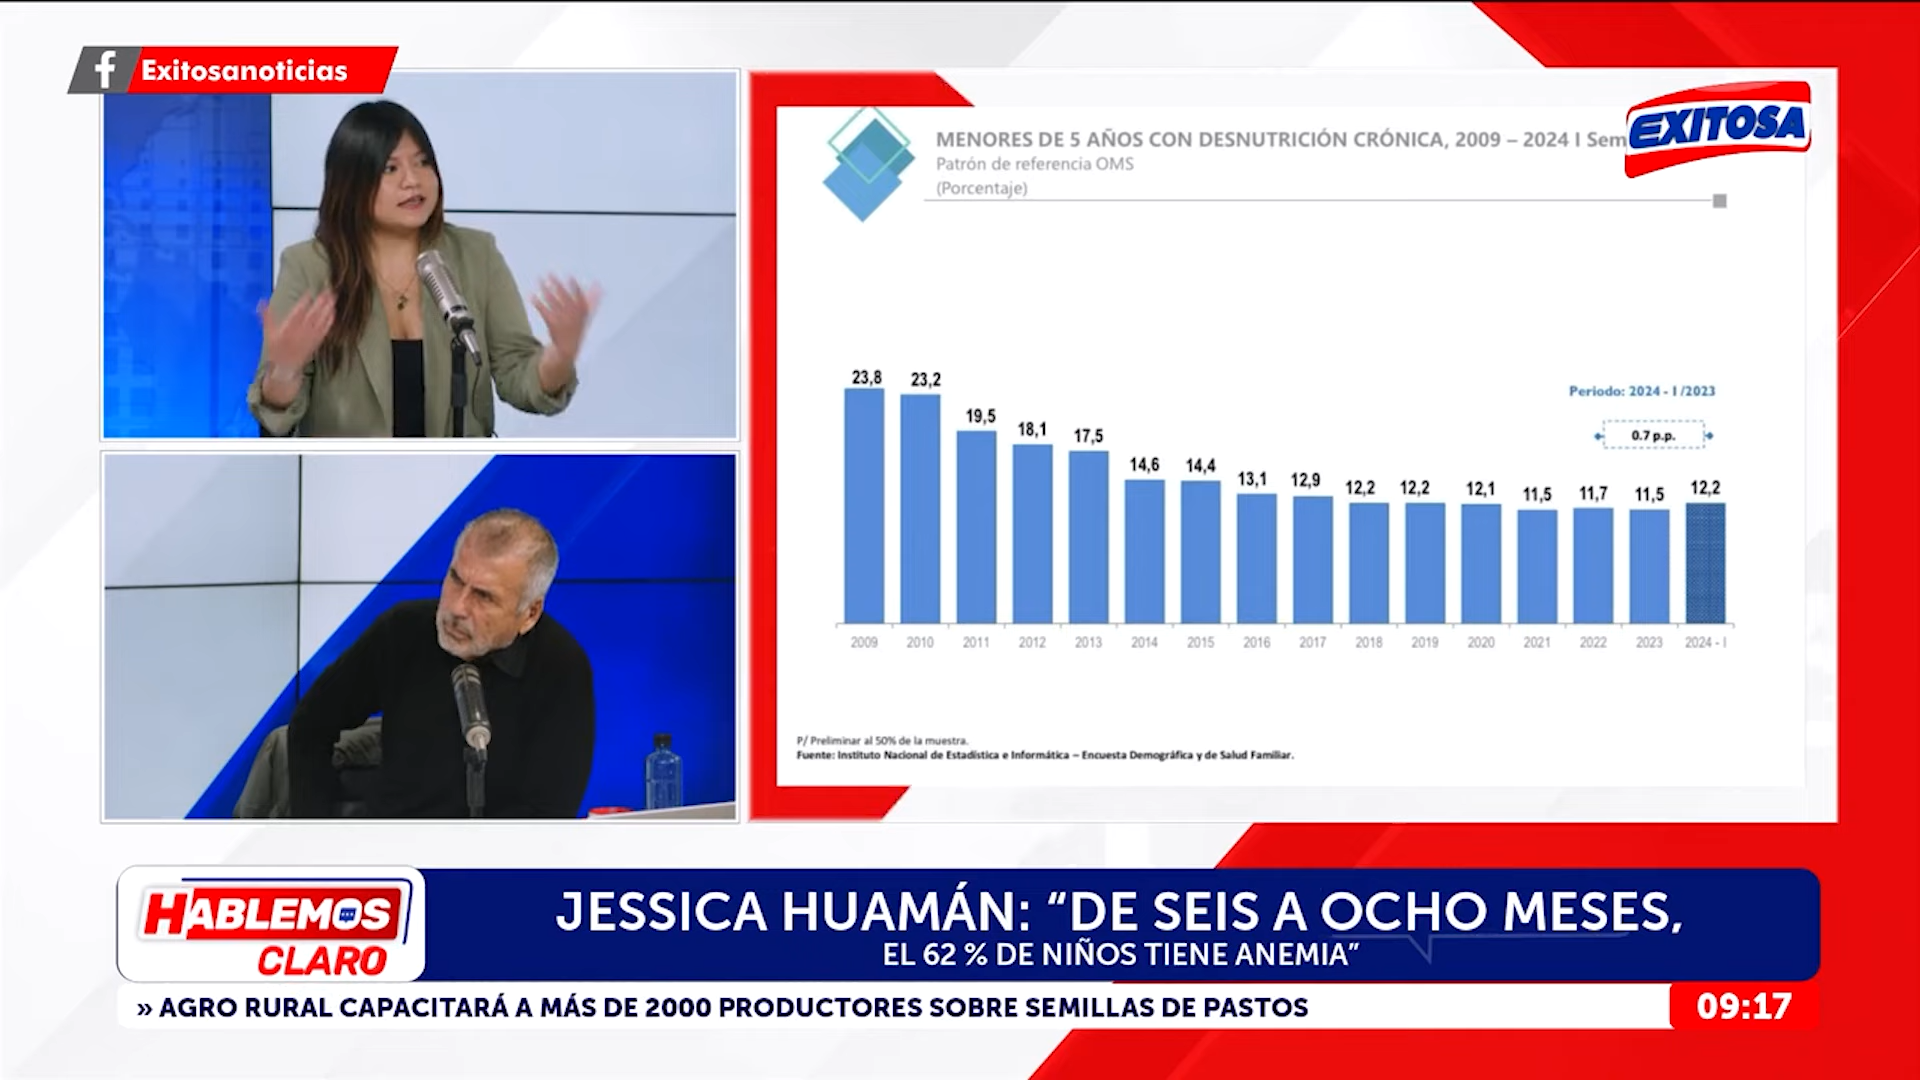 f Exitosanoticias
EXITOSA
MENORES DE 5 AÑOS CON DESNUTRICIÓN CRÓNICA, 2009 – 2024 I Sem
Patrón de referencia OMS
(Porcentaje)
Periodo: 2024 - I /2023
0.7 p.p.
23,8 23,2 19,5 18,1 17,5 14,6 14,4 13,1 12,9 12,2 12,2 12,1 11,5 11,7 11,5 12,2
2009 2010 2011 2012 2013 2014 2015 2016 2017 2018 2019 2020 2021 2022 2023 2024 - I
P/ Preliminar al 50% de la muestra.
Fuente: Instituto Nacional de Estadística e Informática – Encuesta Demográfica y de Salud Familiar.
HABLEMOS
CLARO
JESSICA HUAMÁN: “DE SEIS A OCHO MESES,
EL 62 % DE NIÑOS TIENE ANEMIA”
» AGRO RURAL CAPACITARÁ A MÁS DE 2000 PRODUCTORES SOBRE SEMILLAS DE PASTOS
09:17